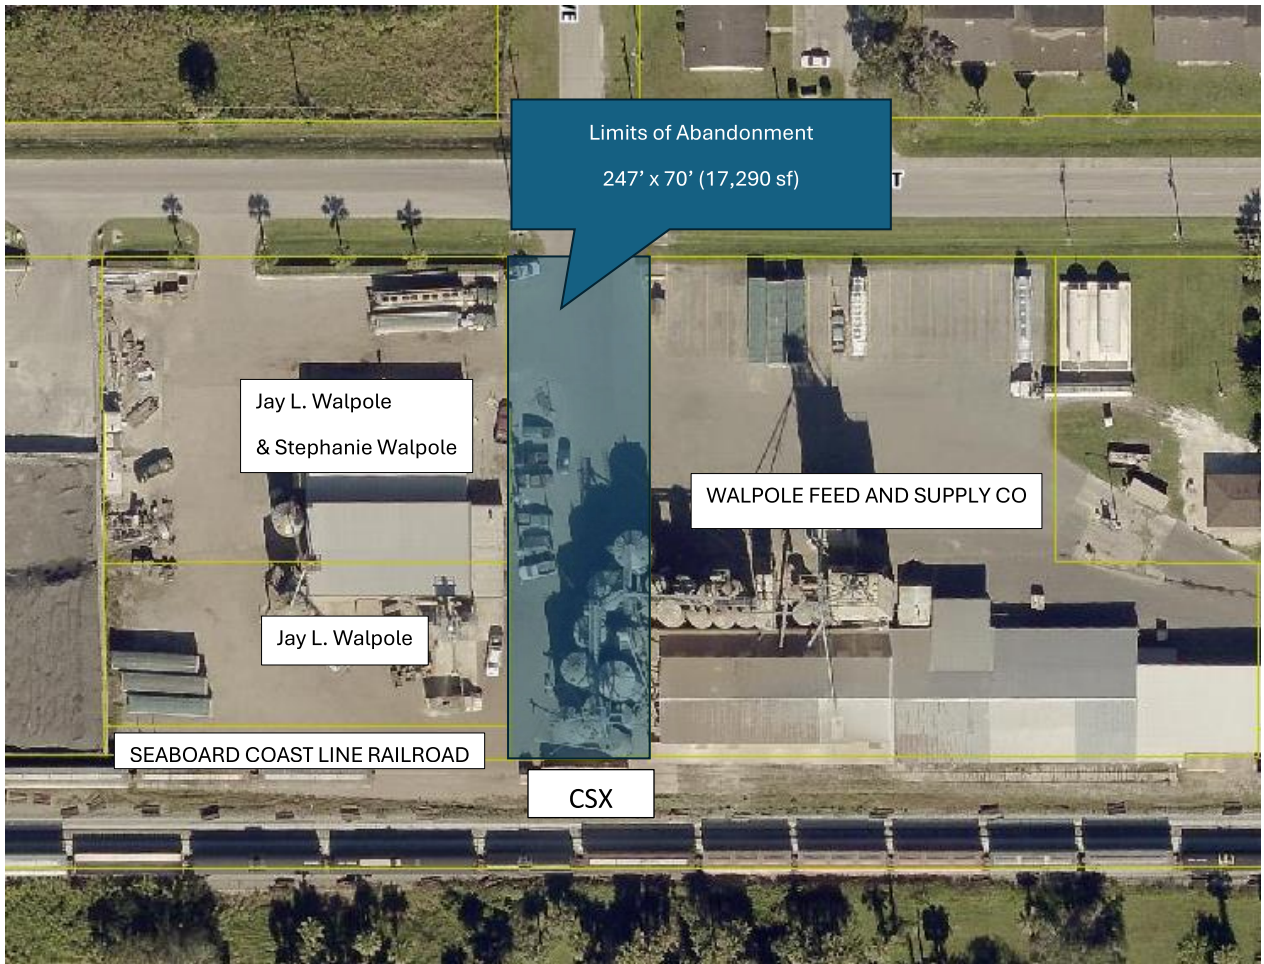 VE
Limits of Abandonment
247’ x 70’ (17,290 sf)
T
Jay L. Walpole
& Stephanie Walpole
WALPOLE FEED AND SUPPLY CO
Jay L. Walpole
SEABOARD COAST LINE RAILROAD
CSX